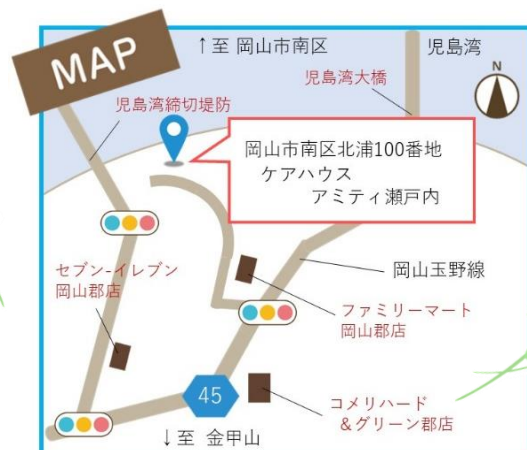 MAP
↑至 岡山市南区
児島湾
児島湾大橋
児島湾締切堤防
N
岡山市南区北浦100番地
ケアハウス
アミティ瀬戸内
セブン-イレブン
岡山郡店
岡山玉野線
ファミリーマート
岡山郡店
45
コメリハード
＆グリーン郡店
↓至 金甲山